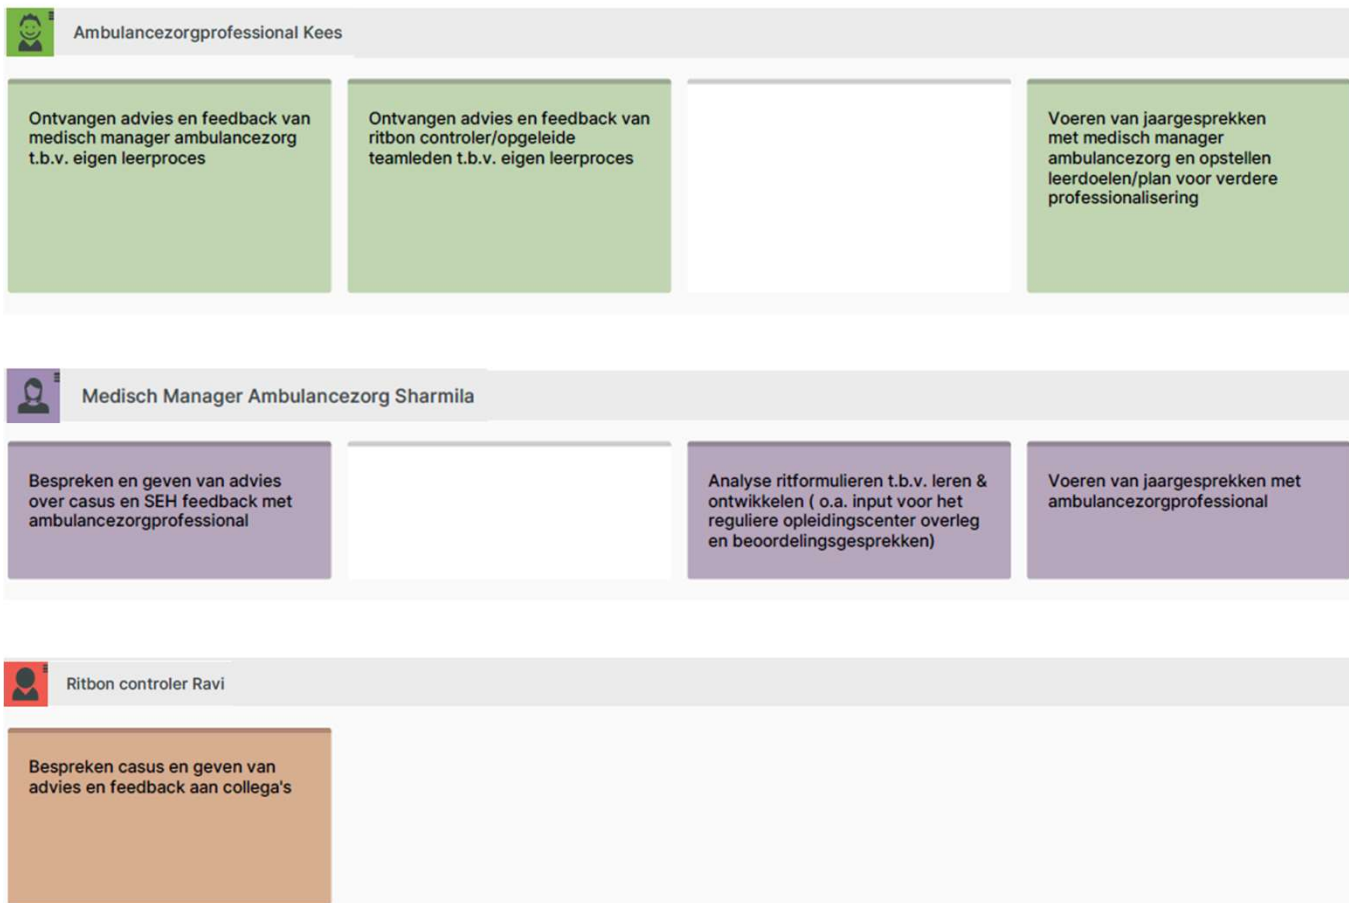 Ambulancezorgprofessional Kees
Ontvangen advies en feedback van
medisch manager ambulancezorg
t.b.v. eigen leerproces
Ontvangen advies en feedback van
ritbon controler/opgeleide
teamleden t.b.v. eigen leerproces
Voeren van jaargesprekken
met medisch manager
ambulancezorg en opstellen
leerdoelen/plan voor verdere
professionalisering
Medisch Manager Ambulancezorg Sharmila
Bespreken en geven van advies
over casus en SEH feedback met
ambulancezorgprofessional
Analyse ritformulieren t.b.v. leren &
ontwikkelen ( o.a. input voor het
reguliere opleidingscenter overleg
en beoordelingsgesprekken)
Voeren van jaargesprekken met
ambulancezorgprofessional
Ritbon controler Ravi
Bespreken casus en geven van
advies en feedback aan collega's